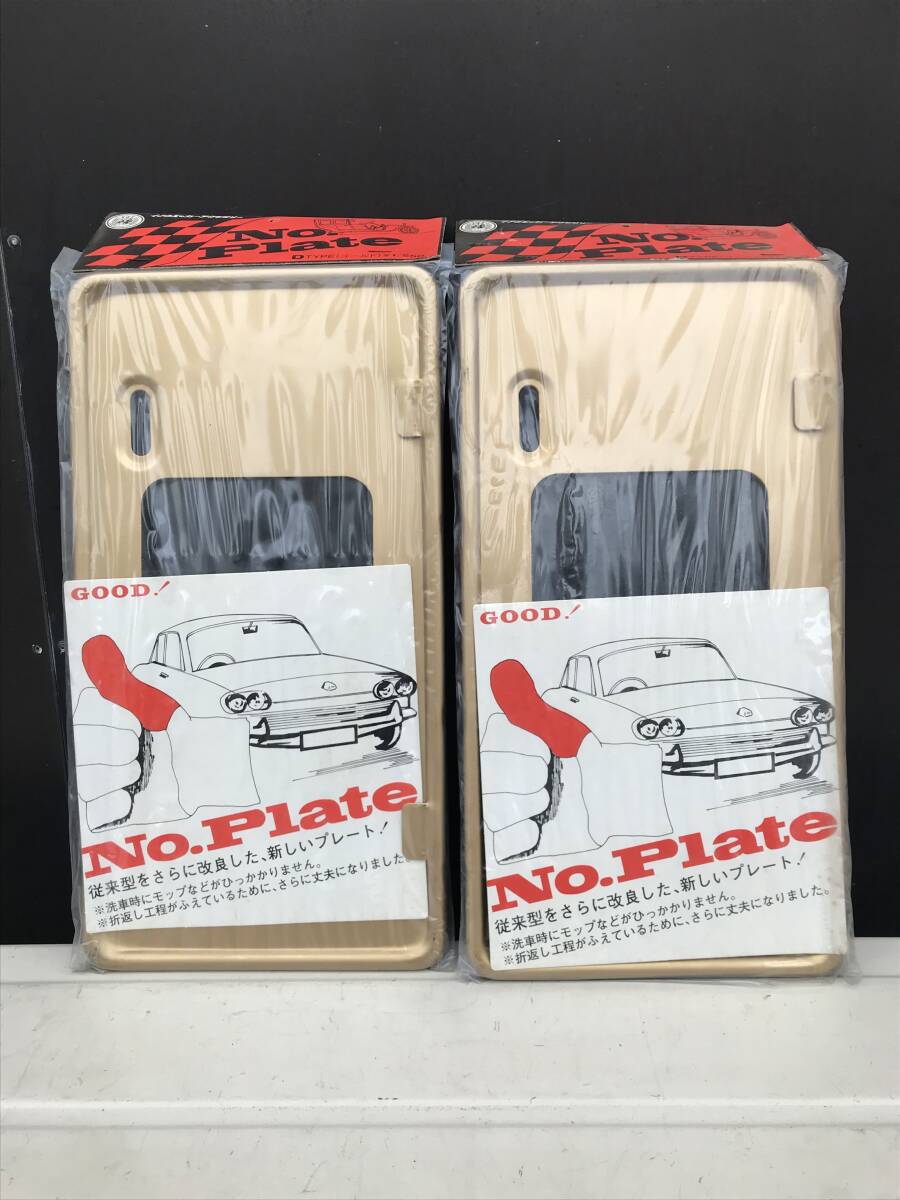 No.
Plate
GOOD!
No.Plate
従来型をさらに改良した、新しいプレート!
※洗車時にモップなどがひっかかりません。
※折返し工程がふえているために、さらに丈夫になりました。
No.
Plate
GOOD!
No.Plate
従来型をさらに改良した、新しいプレート!
※洗車時にモップなどがひっかかりません。
※折返し工程がふえているために、さらに丈夫になりました。